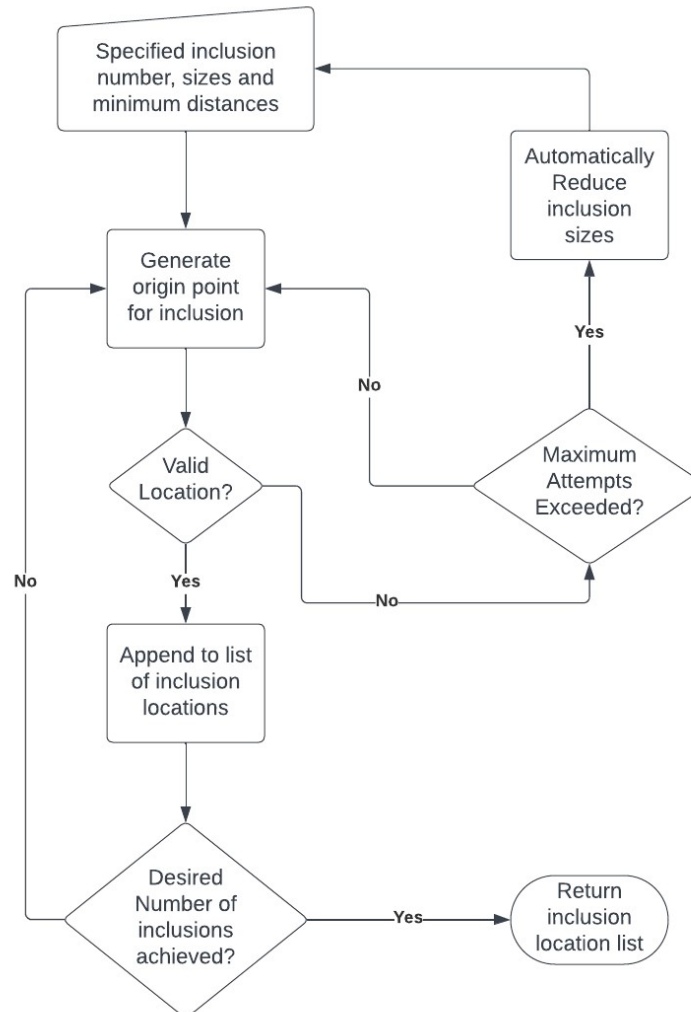 Specified inclusion
number, sizes and
minimum distances
Automatically
Reduce
inclusion
sizes
Generate
origin point
for inclusion
Yes
No
Valid
Location?
Maximum
Attempts
Exceeded?
No
Yes
No
Append to list
of inclusion
locations
Desired
Number of
inclusions
achieved?
Yes
Return
inclusion
location list